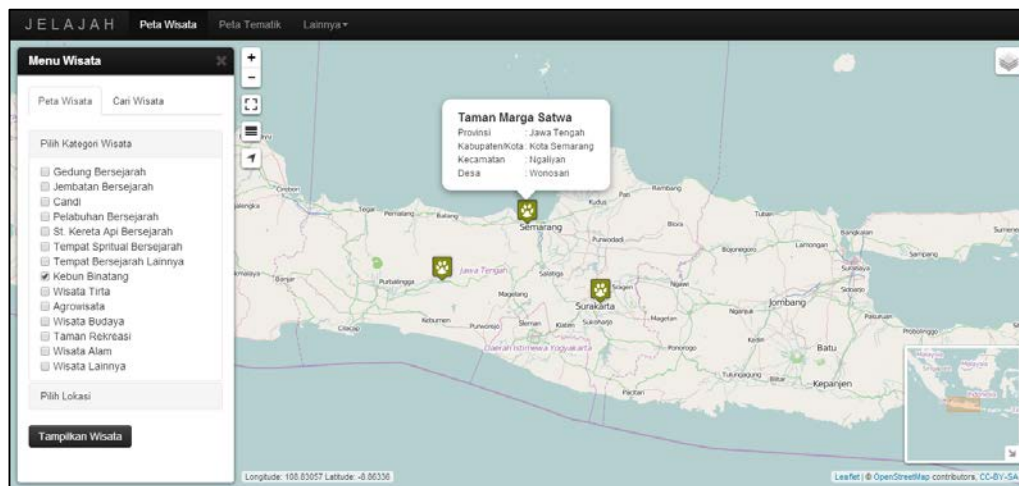 JELAJAH Peta Wisata Peta Tematik Lainnya
Menu Wisata
Peta Wisata Cari Wisata
Pilih Kategori Wisata
Gedung Bersejarah
Jembatan Bersejarah
Candi
Pelabuhan Bersejarah
St. Kereta Api Bersejarah
Tempat Spritual Bersejarah
Tempat Bersejarah Lainnya
Kebun Binatang
Wisata Tirta
Agrowisata
Wisata Budaya
Taman Rekreasi
Wisata Alam
Wisata Lainnya
Pilih Lokasi
Tampilkan Wisata
Taman Marga Satwa
Provinsi : Jawa Tengah
Kabupaten/Kota : Kota Semarang
Kecamatan : Ngaliyan
Desa : Wonosari
Cirebon
Tegal Pemalang Batang
Kudus Pati Rembang
Tuban
Semarang
Purwodadi Blora
Bojonegoro Lamongan
Bangkalan
Sampang
Surabaya
Sidoarjo
Banjar Purbalingga Jawa Tengah Salatiga
Sragen Ngawi
Magelang Surakarta
Nganjuk Jombang
Cilacap Kebumen Purworejo Sleman Klaten Sukoharjo Magetan
Pasuruan
Probolinggo
Daerah Istimewa Yogyakarta
Ponorogo Kediri Batu
Tulungagung Blitar Kepanjen
Pacitan
Malaysia
Singapore
Indonesia
Longitude: 108.83057 Latitude: -8.86336
Leaflet | © OpenStreetMap contributors, CC-BY-SA